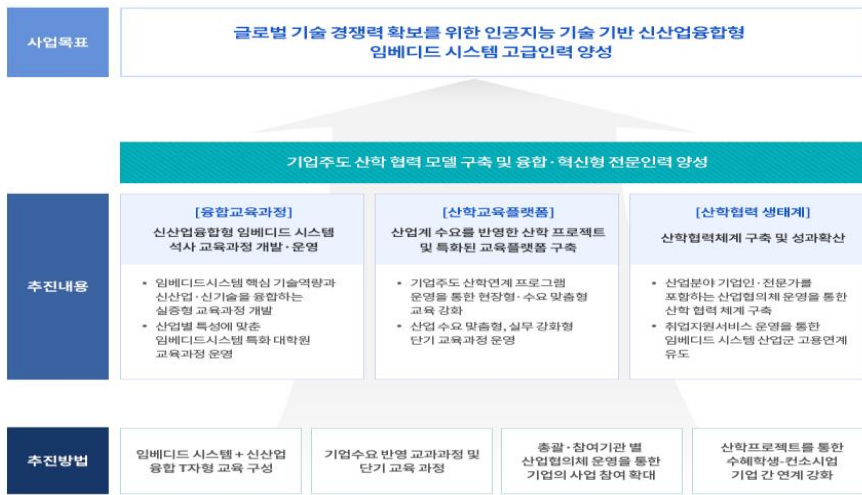 사업목표
글로벌 기술 경쟁력 확보를 위한 인공지능 기술 기반 신산업융합형
임베디드 시스템 고급인력 양성
기업주도 산학 협력 모델 구축 및 융합·혁신형 전문인력 양성
추진내용
[융합교육과정]
신산업융합형 임베디드 시스템
석사 교육과정 개발·운영
• 임베디드시스템 핵심 기술역량과
신산업·신기술을 융합하는
실증형 교육과정 개발
• 산업별 특성에 맞춘
임베디드시스템 특화 대학원
교육과정 운영
[산학교육플랫폼]
산업계 수요를 반영한 산학 프로젝트
및 특화된 교육플랫폼 구축
• 기업주도 산학연계 프로그램
운영을 통한 현장형·수요 맞춤형
교육 강화
• 산업 수요 맞춤형, 실무 강화형
단기 교육과정 운영
[산학협력 생태계]
산학협력체계 구축 및 성과확산
• 산업분야 기업인·전문가를
포함하는 산업협의체 운영을 통한
산학 협력 체계 구축
• 취업지원서비스 운영을 통한
임베디드 시스템 산업군 고용연계
유도
추진방법
임베디드 시스템 + 신산업
융합 T자형 교육 구성
기업수요 반영 교과과정 및
단기 교육 과정
총괄·참여기관 별
산업협의체 운영을 통한
기업의 사업 참여 확대
산학프로젝트를 통한
수혜학생-컨소시엄
기업 간 연계 강화